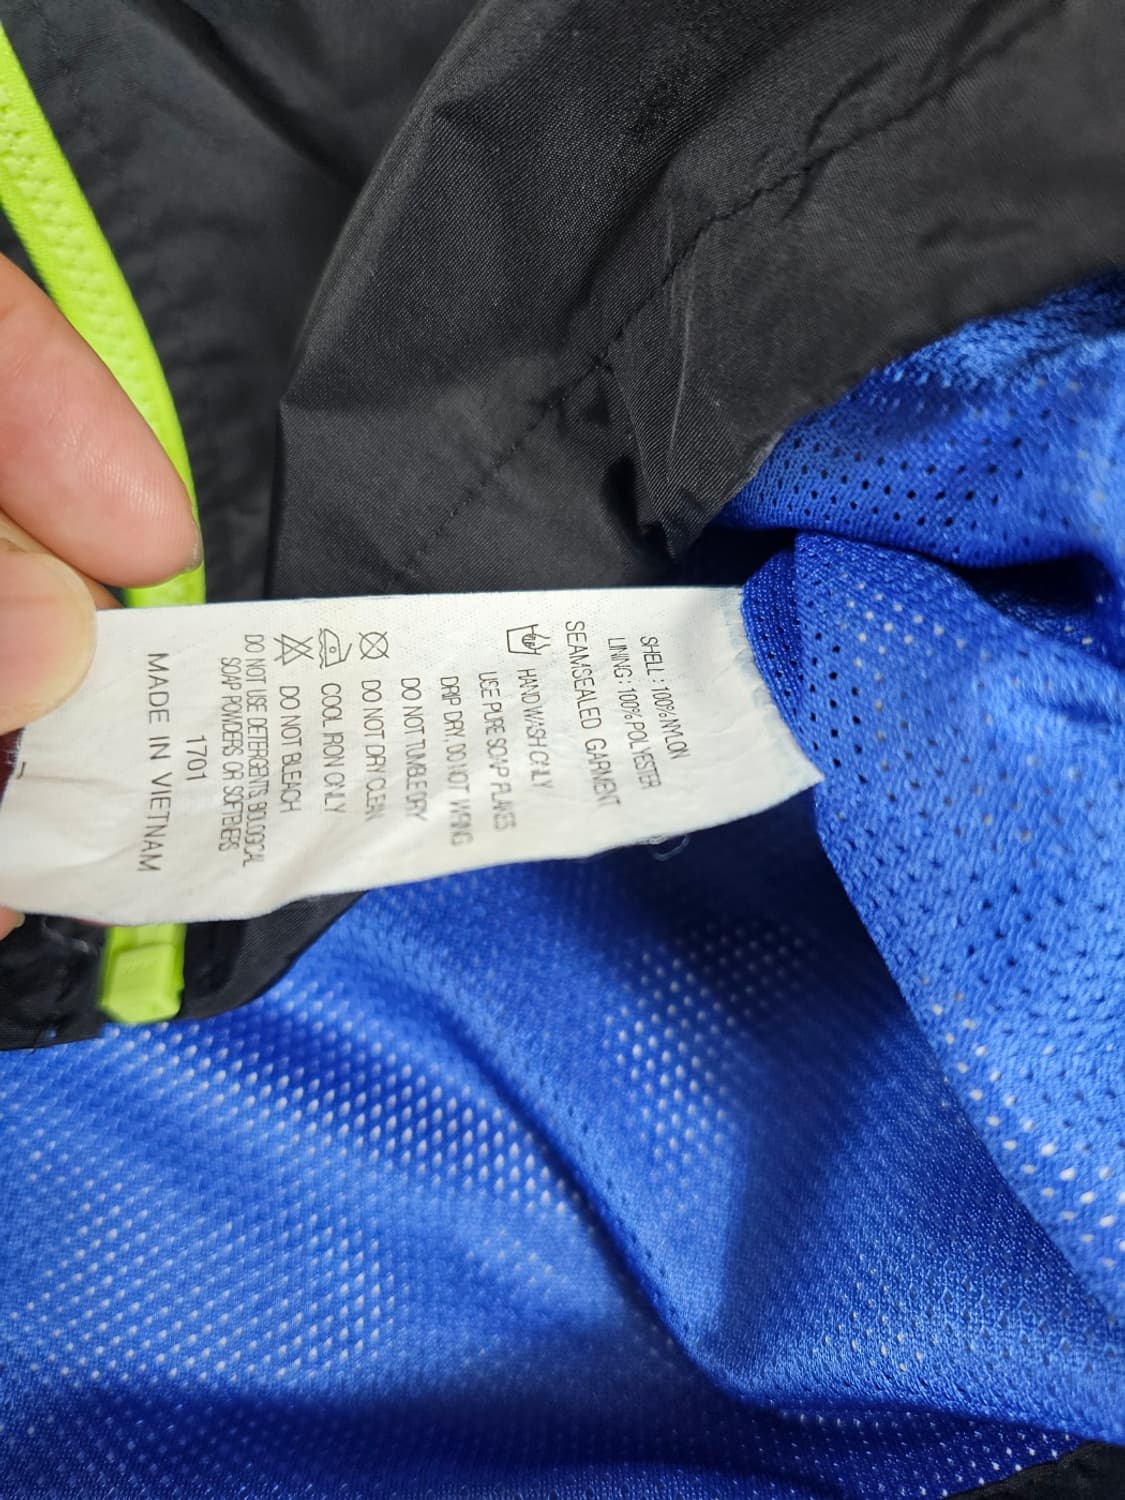 SHELL : 100% NYLON
LINING : 100% POLYESTER
SEAMSEALED GARMENT
HAND WASH ONLY
USE PURE SOAP FLAKES
DRIP DRY, DO NOT WRING
DO NOT TUMBLE DRY
DO NOT DRY CLEAN
COOL IRON ONLY
DO NOT BLEACH
DO NOT USE DETERGENTS, BIOLOGICAL
SOAP POWDERS OR SOFTENERS
1701
MADE IN VIETNAM